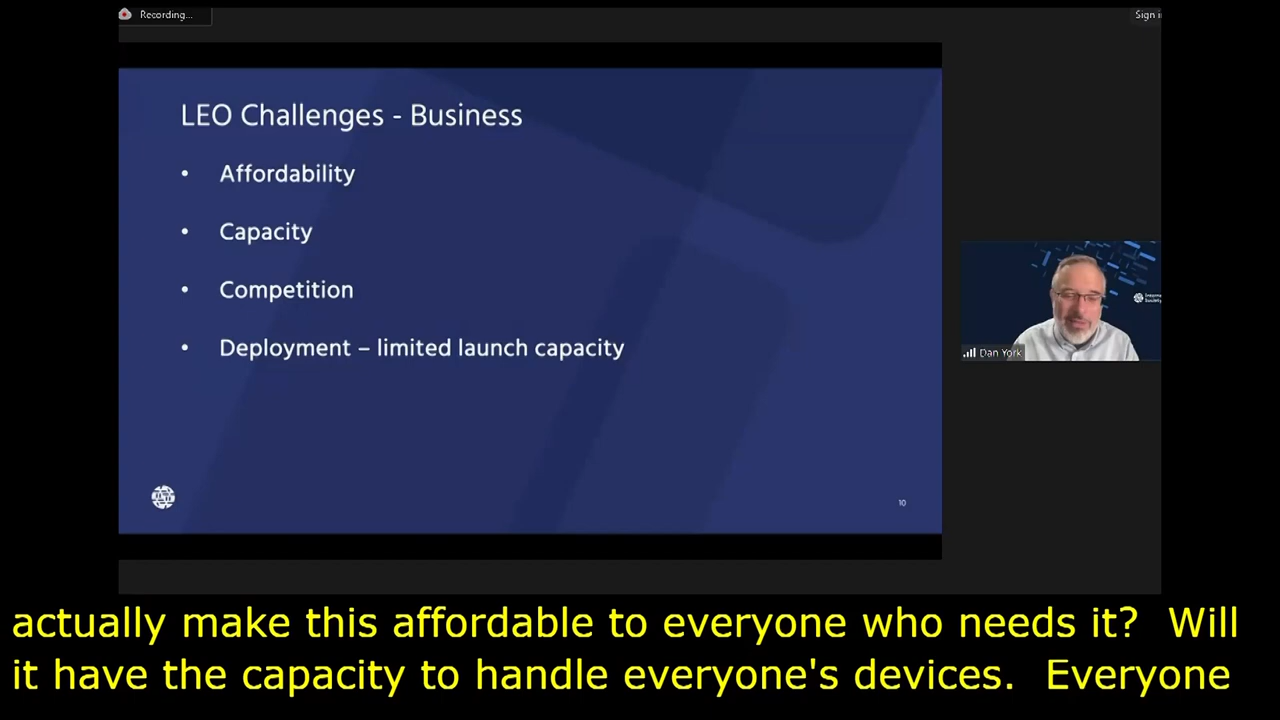 Recording...
Sign i
LEO Challenges - Business
• Affordability
• Capacity
• Competition
• Deployment – limited launch capacity
Dan York
10
actually make this affordable to everyone who needs it?  Will
it have the capacity to handle everyone's devices.  Everyone